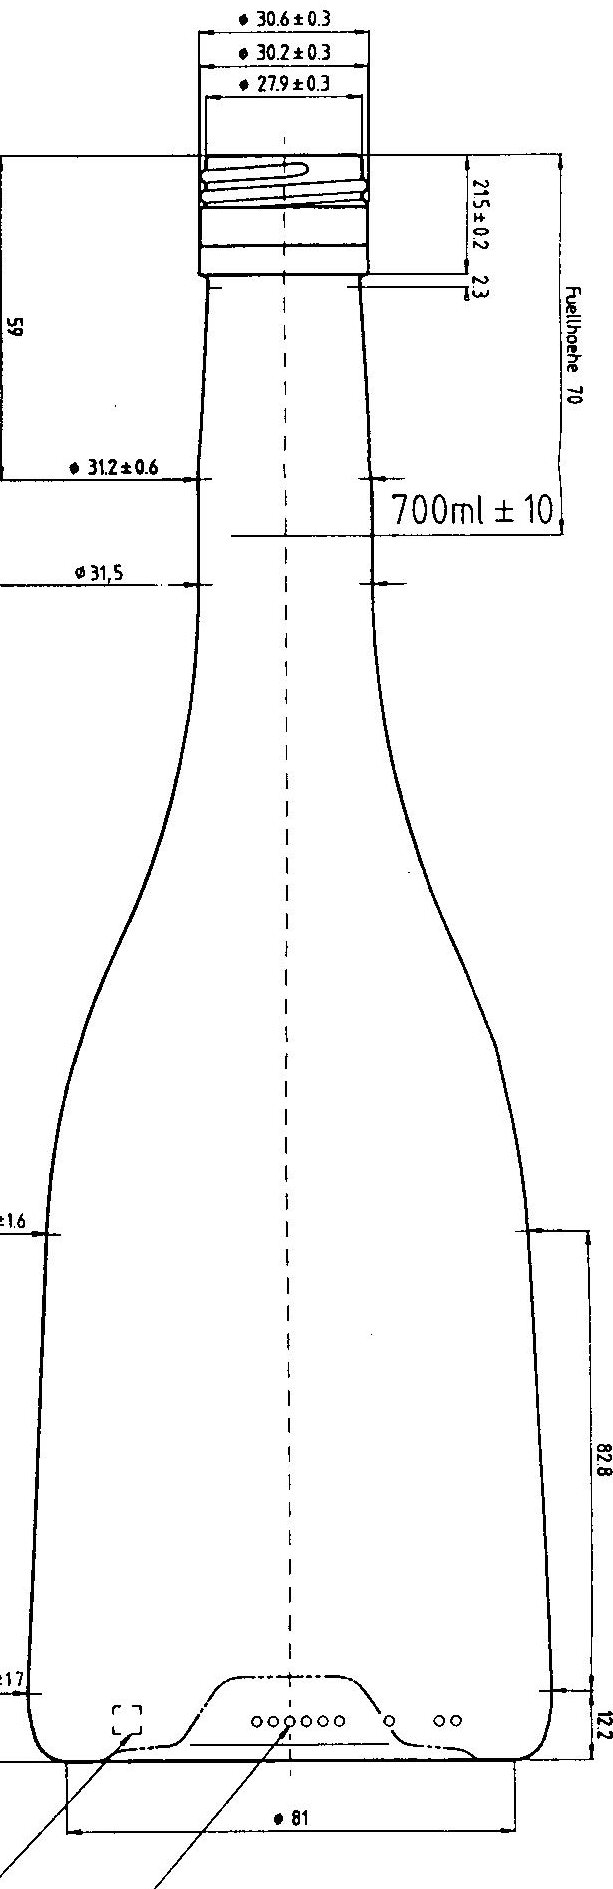 ø 30.6 ± 0.3
ø 30.2 ± 0.3
ø 27.9 ± 0.3
21.5 ± 0.2
2.3
Fuellhoehe 70
59
ø 31.2 ± 0.6
700ml ± 10
ø 31,5
±1.6
82.8
±1.7
12.2
ø 81